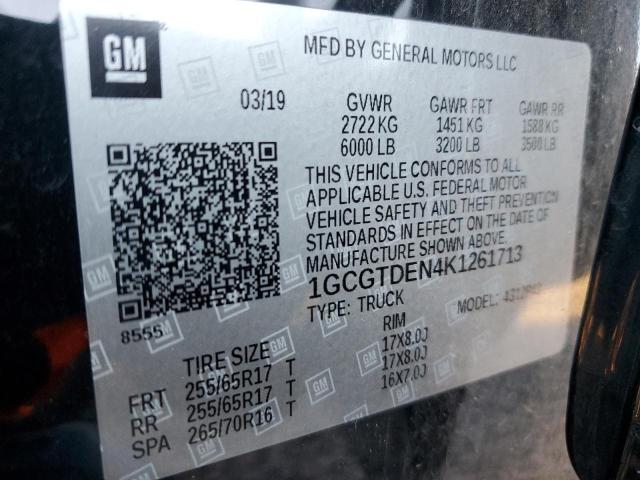 GM
MFD BY GENERAL MOTORS LLC
03/19
GVWR GAWR FRT GAWR RR
2722 KG 1451 KG 1588 KG
6000 LB 3200 LB 3500 LB
THIS VEHICLE CONFORMS TO ALL
APPLICABLE U.S. FEDERAL MOTOR
VEHICLE SAFETY AND THEFT PREVENTION
STANDARDS IN EFFECT ON THE DATE OF
MANUFACTURE SHOWN ABOVE.
1GCGTDEN4K1261713
TYPE: TRUCK MODEL:
8555
TIRE SIZE RIM
FRT 255/65R17 T 17X8.0J
RR 255/65R17 T 17X8.0J
SPA 265/70R16 T 16X7.0J